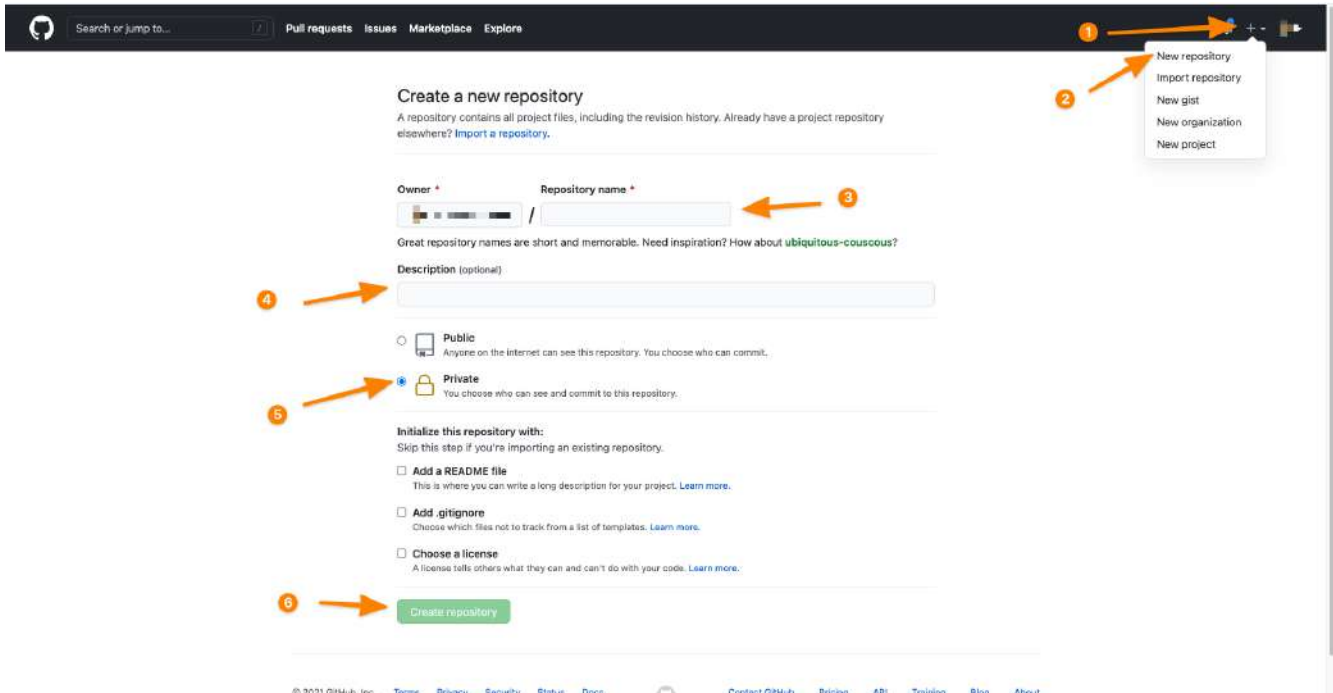 Search or jump to...
/
Pull requests Issues Marketplace Explore
1
New repository
2
Import repository
New gist
New organization
New project
Create a new repository
A repository contains all project files, including the revision history. Already have a project repository
elsewhere? Import a repository.
Owner * Repository name *
/
3
Great repository names are short and memorable. Need inspiration? How about ubiquitous-couscous?
Description (optional)
4
Public
Anyone on the internet can see this repository. You choose who can commit.
Private
You choose who can see and commit to this repository.
5
Initialize this repository with:
Skip this step if you're importing an existing repository.
Add a README file
This is where you can write a long description for your project. Learn more.
Add .gitignore
Choose which files not to track from a list of templates. Learn more.
Choose a license
A license tells others what they can and can't do with your code. Learn more.
6
Create repository
© 2021 GitHub, Inc. Terms Privacy Security Status Docs Contact GitHub Pricing API Training Blog About